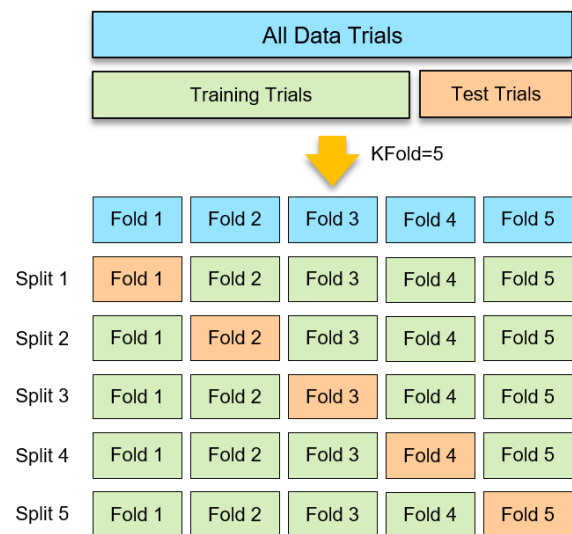 All Data Trials
Training Trials Test Trials
KFold=5
Fold 1 Fold 2 Fold 3 Fold 4 Fold 5
Split 1 Fold 1 Fold 2 Fold 3 Fold 4 Fold 5
Split 2 Fold 1 Fold 2 Fold 3 Fold 4 Fold 5
Split 3 Fold 1 Fold 2 Fold 3 Fold 4 Fold 5
Split 4 Fold 1 Fold 2 Fold 3 Fold 4 Fold 5
Split 5 Fold 1 Fold 2 Fold 3 Fold 4 Fold 5